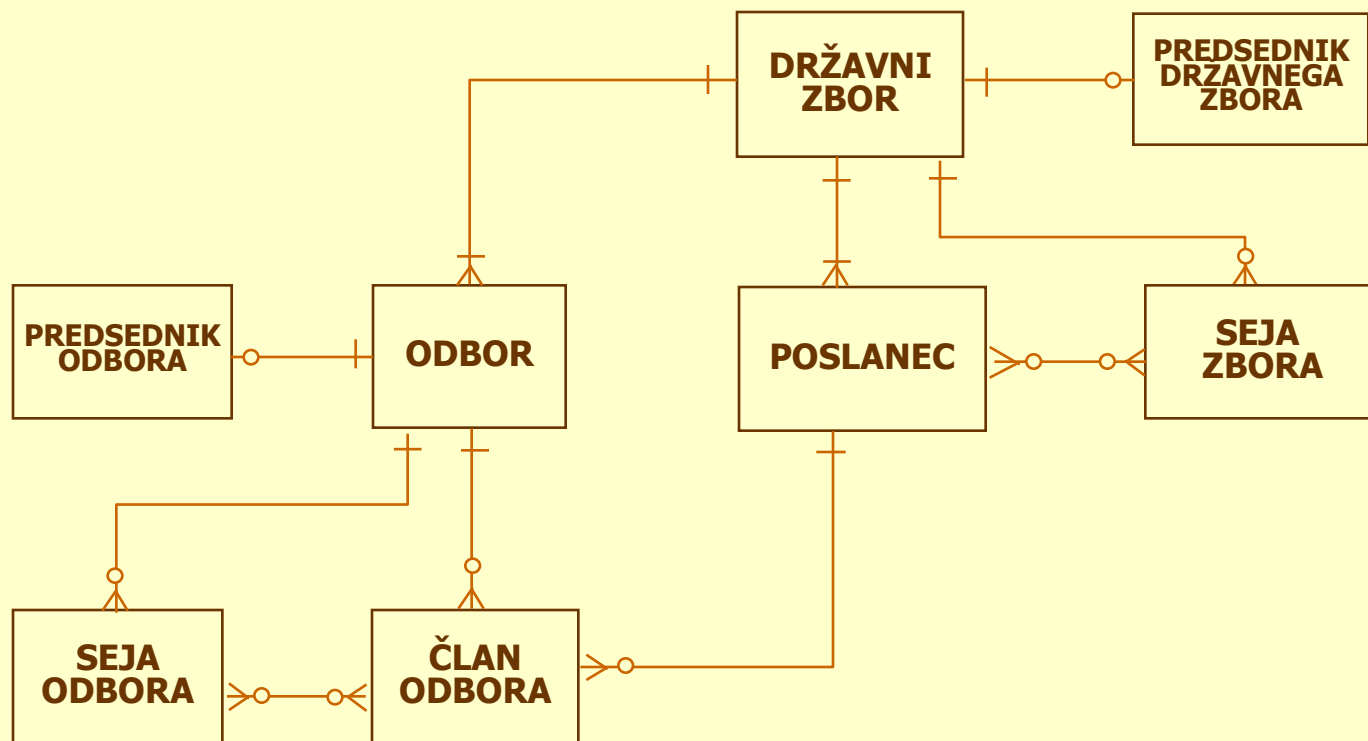 DRŽAVNI
ZBOR
PREDSEDNIK
DRŽAVNEGA
ZBORA
PREDSEDNIK
ODBORA
ODBOR
POSLANEC
SEJA
ZBORA
SEJA
ODBORA
ČLAN
ODBORA